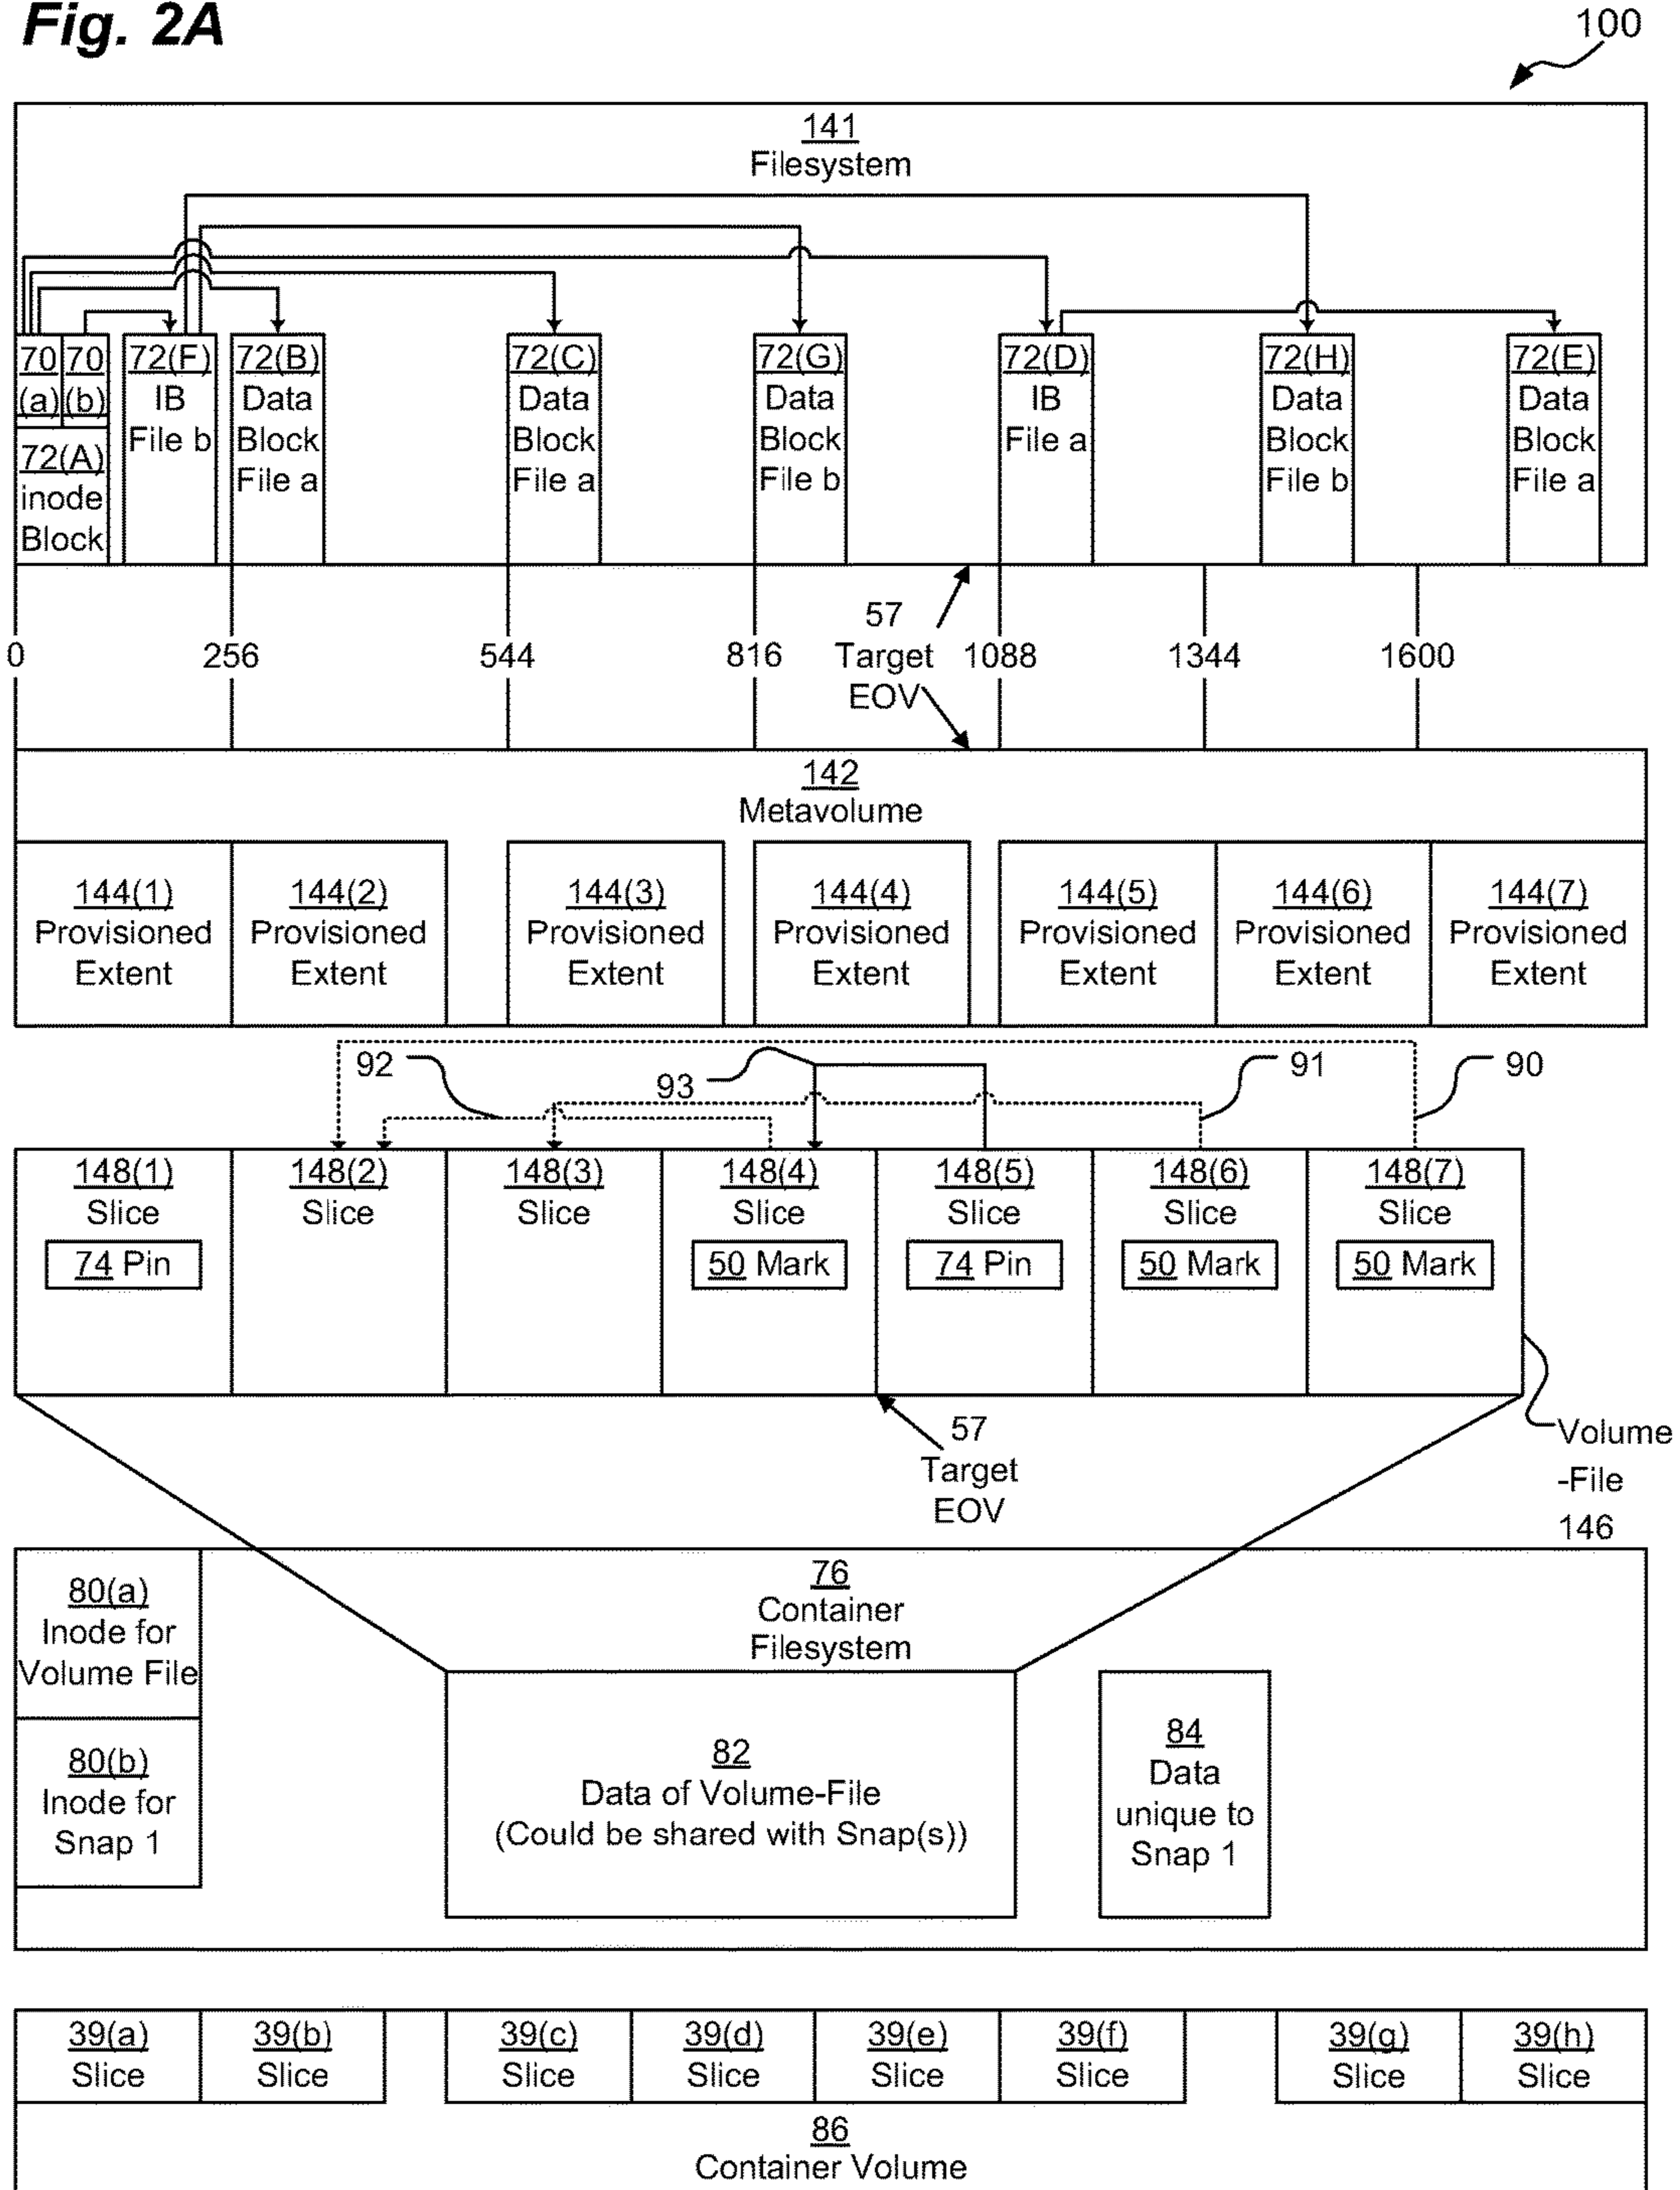 Fig. 2A
100
141
Filesystem
70 70 72(F) 72(B) 72(C) 72(G) 72(D) 72(H) 72(E)
(a) (b) IB Data Data Data IB Data Data
File b Block Block Block File a Block Block
72(A) File a File a File b File b File a
inode
Block
57
0 256 544 816 Target 1088 1344 1600
EOV
142
Metavolume
144(1) 144(2) 144(3) 144(4) 144(5) 144(6) 144(7)
Provisioned Provisioned Provisioned Provisioned Provisioned Provisioned Provisioned
Extent Extent Extent Extent Extent Extent Extent
92 93 91 90
148(1) 148(2) 148(3) 148(4) 148(5) 148(6) 148(7)
Slice Slice Slice Slice Slice Slice Slice
74 Pin 50 Mark 74 Pin 50 Mark 50 Mark
57
Target
EOV
Volume
-File
146
80(a)
Inode for
Volume File
76
Container
Filesystem
80(b)
Inode for
Snap 1
82
Data of Volume-File
(Could be shared with Snap(s))
84
Data
unique to
Snap 1
39(a) 39(b) 39(c) 39(d) 39(e) 39(f) 39(g) 39(h)
Slice Slice Slice Slice Slice Slice Slice Slice
86
Container Volume